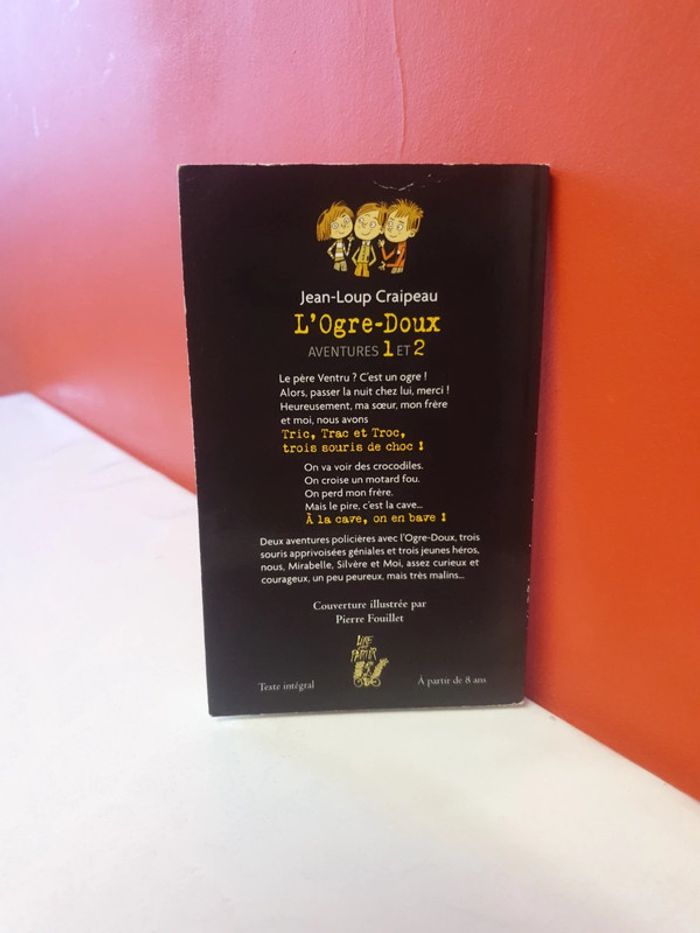 Jean-Loup Craipeau
L'Ogre-Doux
AVENTURES 1 ET 2
Le père Ventru ? C'est un ogre !
Alors, passer la nuit chez lui, merci !
Heureusement, ma sœur, mon frère
et moi, nous avons
Tric, Trac et Troc,
trois souris de choc !
On va voir des crocodiles.
On croise un motard fou.
On perd mon frère.
Mais le pire, c'est la cave...
À la cave, on en bave !
Deux aventures policières avec l'Ogre-Doux, trois
souris apprivoisées géniales et trois jeunes héros,
nous, Mirabelle, Silvère et Moi, assez curieux et
courageux, un peu peureux, mais très malins...
Couverture illustrée par
Pierre Fouillet
LIRE
PARTIR
Texte intégral
À partir de 8 ans